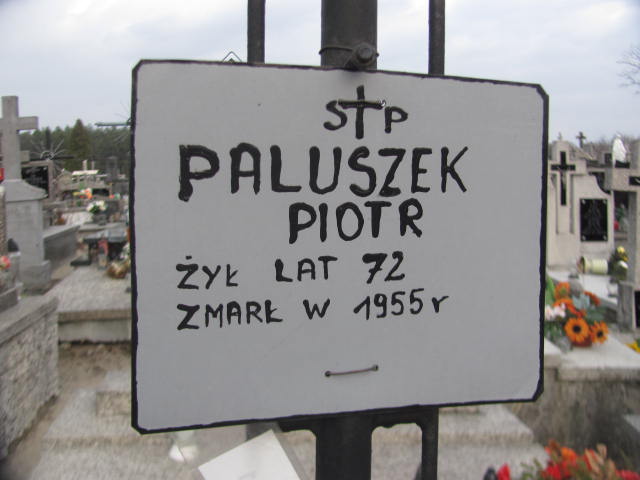 S✝P
PALUSZEK
PIOTR
ŻYŁ LAT 72
ZMARŁ W 1955r